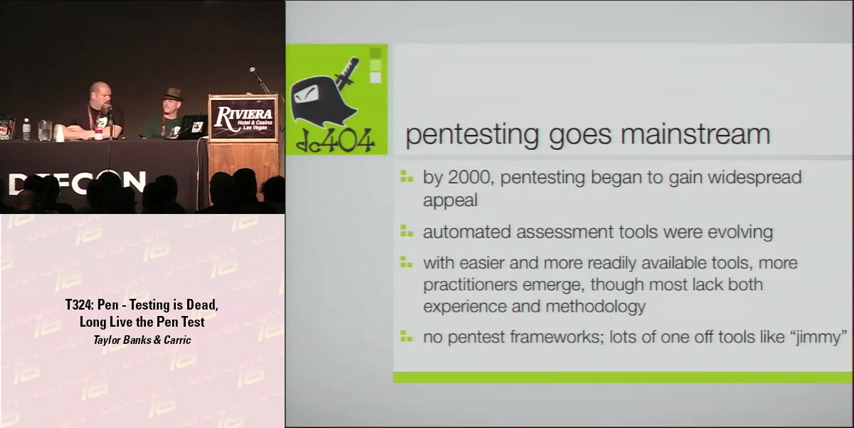 RIVIERA
Hotel & Casino
Las Vegas
DEFCON
T324: Pen - Testing is Dead,
Long Live the Pen Test
Taylor Banks & Carric
dc404
pentesting goes mainstream
by 2000, pentesting began to gain widespread
appeal
automated assessment tools were evolving
with easier and more readily available tools, more
practitioners emerge, though most lack both
experience and methodology
no pentest frameworks; lots of one off tools like “jimmy”